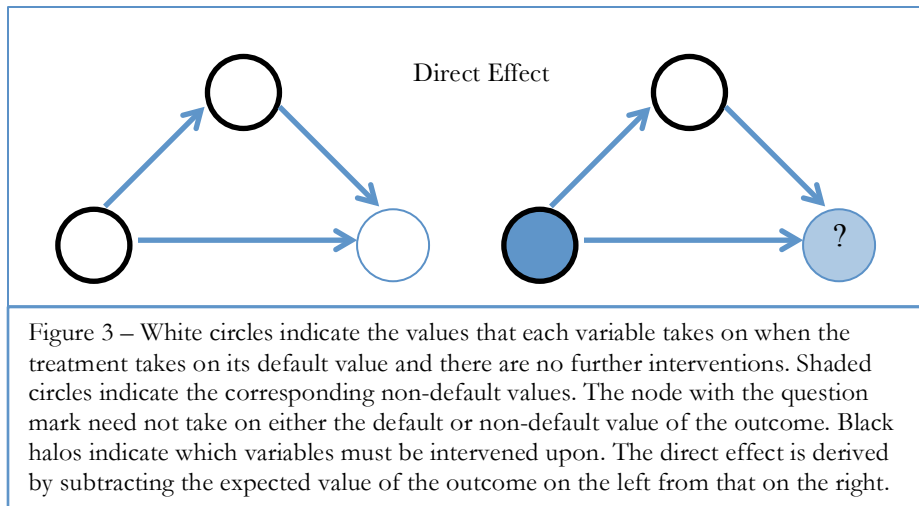 Direct Effect
?
Figure 3 – White circles indicate the values that each variable takes on when the
treatment takes on its default value and there are no further interventions. Shaded
circles indicate the corresponding non-default values. The node with the question
mark need not take on either the default or non-default value of the outcome. Black
halos indicate which variables must be intervened upon. The direct effect is derived
by subtracting the expected value of the outcome on the left from that on the right.